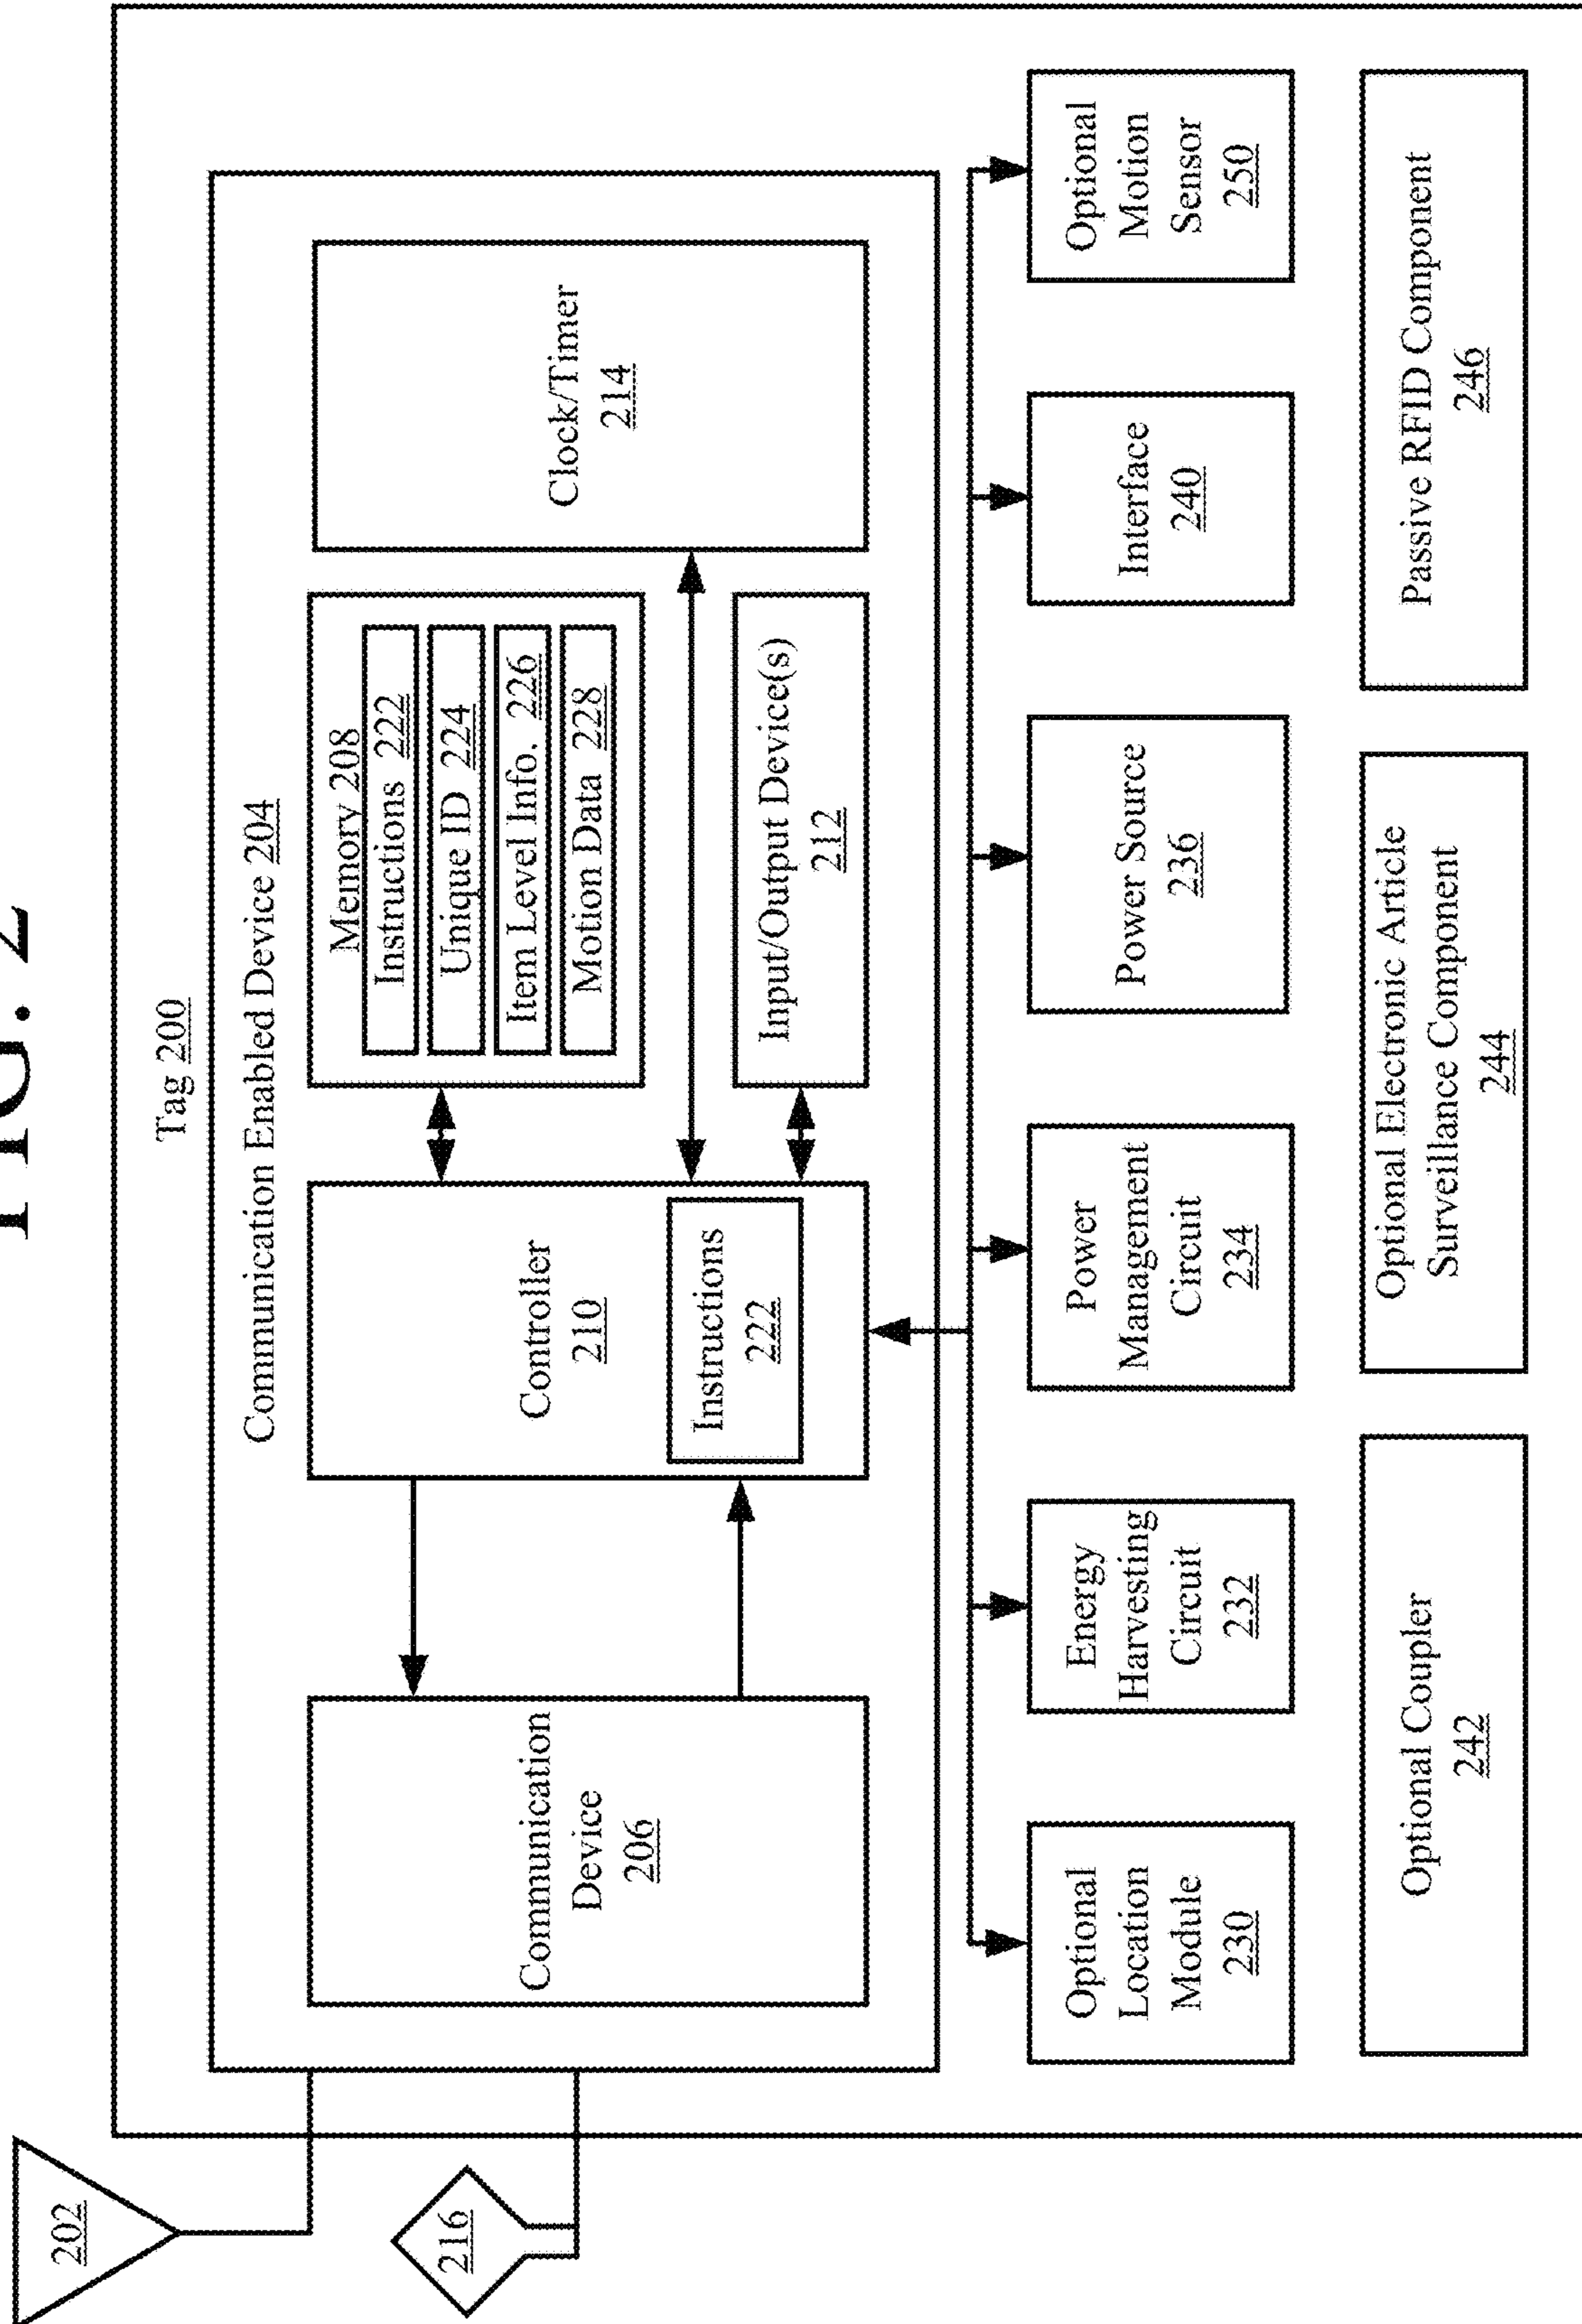 FIG. 2
202
216
Tag 200
Communication Enabled Device 204
Communication
Device
206
Controller
210
Instructions
222
Memory 208
Instructions 222
Unique ID 224
Item Level Info. 226
Motion Data 228
Input/Output Device(s)
212
Clock/Timer
214
Optional
Location
Module
230
Energy
Harvesting
Circuit
232
Power
Management
Circuit
234
Power Source
236
Interface
240
Optional
Motion
Sensor
250
Optional Coupler
242
Optional Electronic Article
Surveillance Component
244
Passive RFID Component
246